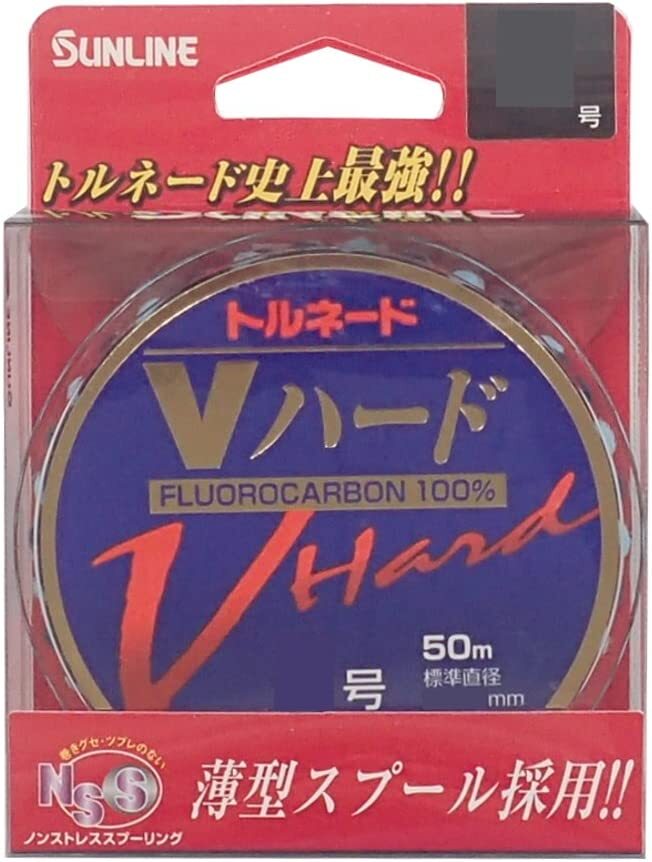 SUNLINE
号
トルネード史上最強!!
トルネード
Vハード
FLUOROCARBON 100%
V Hard
50m
標準直径
号
mm
巻きグセ・ツブレのない
NSS
ノンストレススプーリング
薄型スプール採用!!